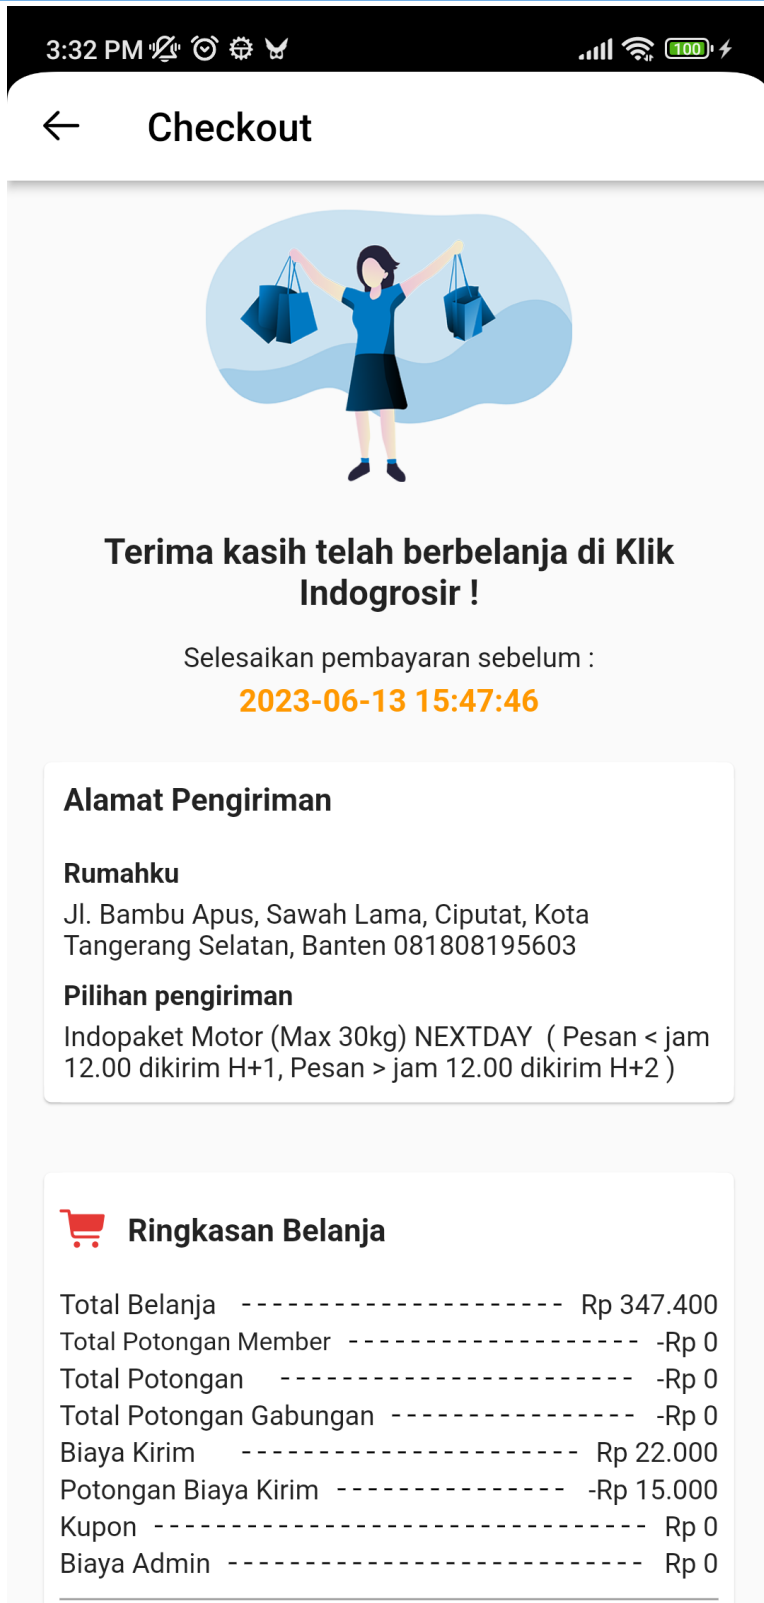 3:32 PM
100
Checkout
Terima kasih telah berbelanja di Klik
Indogrosir !
Selesaikan pembayaran sebelum :
2023-06-13 15:47:46
Alamat Pengiriman
Rumahku
Jl. Bambu Apus, Sawah Lama, Ciputat, Kota
Tangerang Selatan, Banten 081808195603
Pilihan pengiriman
Indopaket Motor (Max 30kg) NEXTDAY ( Pesan < jam
12.00 dikirim H+1, Pesan > jam 12.00 dikirim H+2 )
Ringkasan Belanja
Total Belanja Rp 347.400
Total Potongan Member -Rp 0
Total Potongan -Rp 0
Total Potongan Gabungan -Rp 0
Biaya Kirim Rp 22.000
Potongan Biaya Kirim -Rp 15.000
Kupon Rp 0
Biaya Admin Rp 0